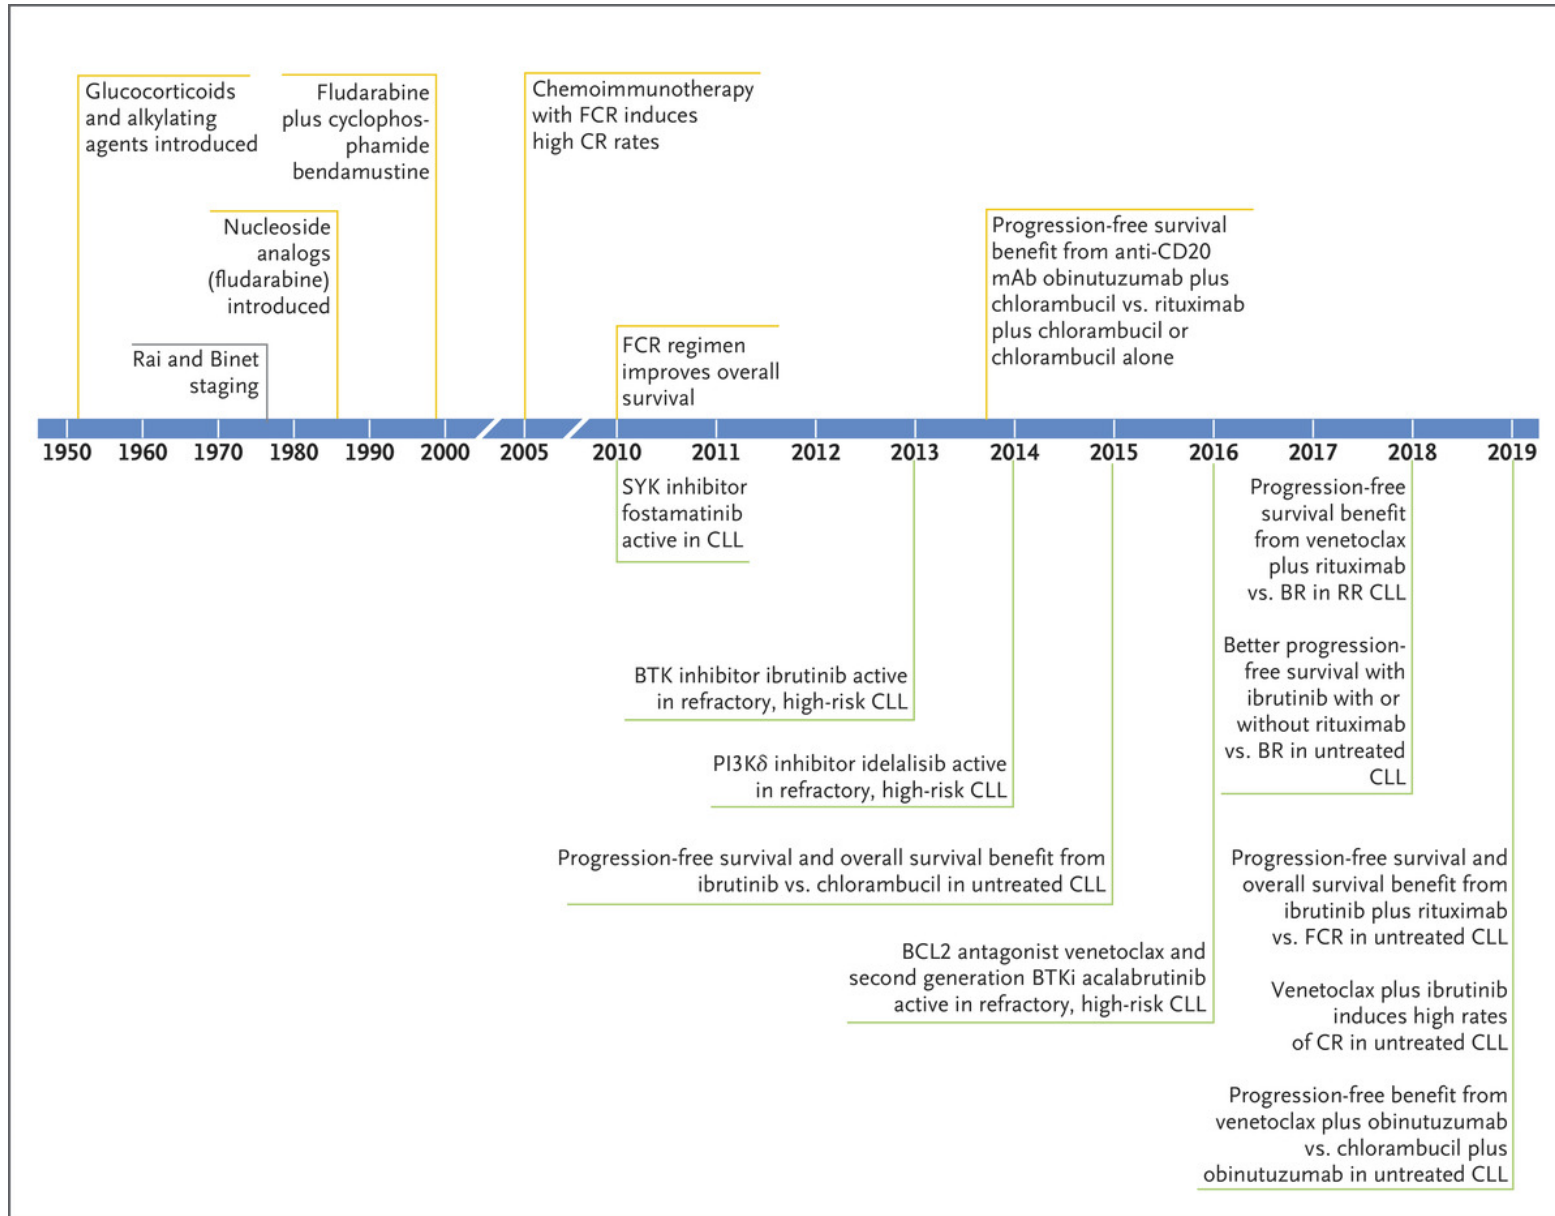 Glucocorticoids
and alkylating
agents introduced
Fludarabine
plus cyclophos-
phamide
bendamustine
Chemoimmunotherapy
with FCR induces
high CR rates
Nucleoside
analogs
(fludarabine)
introduced
Progression-free survival
benefit from anti-CD20
mAb obinutuzumab plus
chlorambucil vs. rituximab
plus chlorambucil or
chlorambucil alone
Rai and Binet
staging
FCR regimen
improves overall
survival
1950 1960 1970 1980 1990 2000 2005 2010 2011 2012 2013 2014 2015 2016 2017 2018 2019
SYK inhibitor
fostamatinib
active in CLL
Progression-free
survival benefit
from venetoclax
plus rituximab
vs. BR in RR CLL
BTK inhibitor ibrutinib active
in refractory, high-risk CLL
Better progression-
free survival with
ibrutinib with or
without rituximab
vs. BR in untreated
CLL
PI3Kδ inhibitor idelalisib active
in refractory, high-risk CLL
Progression-free survival and overall survival benefit from
ibrutinib vs. chlorambucil in untreated CLL
Progression-free survival and
overall survival benefit from
ibrutinib plus rituximab
vs. FCR in untreated CLL
BCL2 antagonist venetoclax and
second generation BTKi acalabrutinib
active in refractory, high-risk CLL
Venetoclax plus ibrutinib
induces high rates
of CR in untreated CLL
Progression-free benefit from
venetoclax plus obinutuzumab
vs. chlorambucil plus
obinutuzumab in untreated CLL